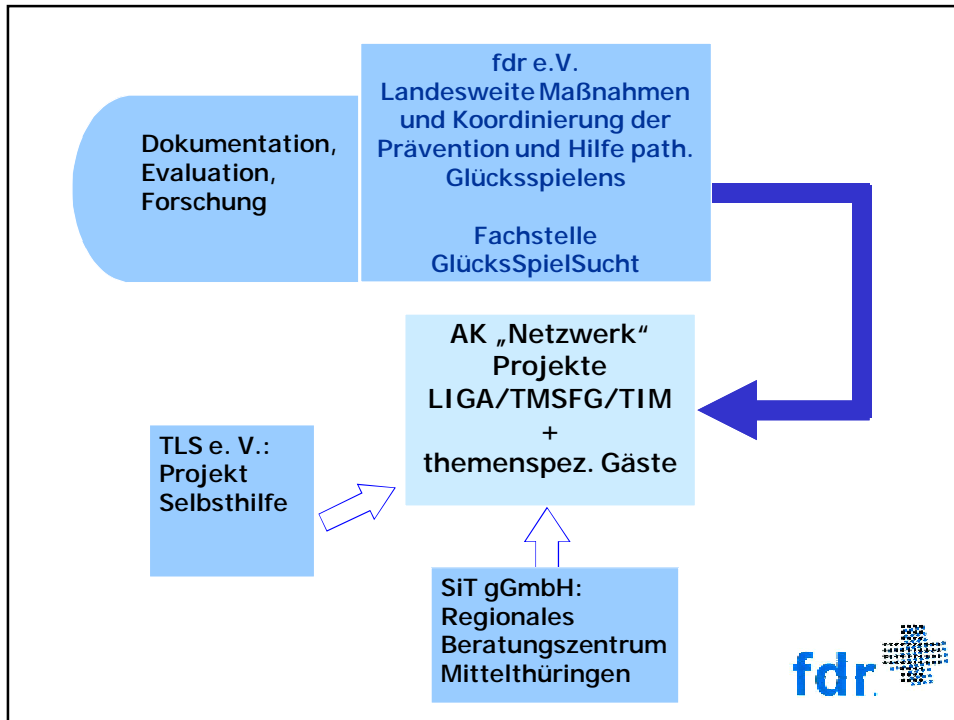 fdr e.V.
Landesweite Maßnahmen
und Koordinierung der
Prävention und Hilfe path.
Glücksspielens
Fachstelle
GlücksSpielSucht
Dokumentation,
Evaluation,
Forschung
AK „Netzwerk“
Projekte
LIGA/TMSFG/TIM
+
themenspez. Gäste
TLS e. V.:
Projekt
Selbsthilfe
SiT gGmbH:
Regionales
Beratungszentrum
Mittelthüringen
fdr.